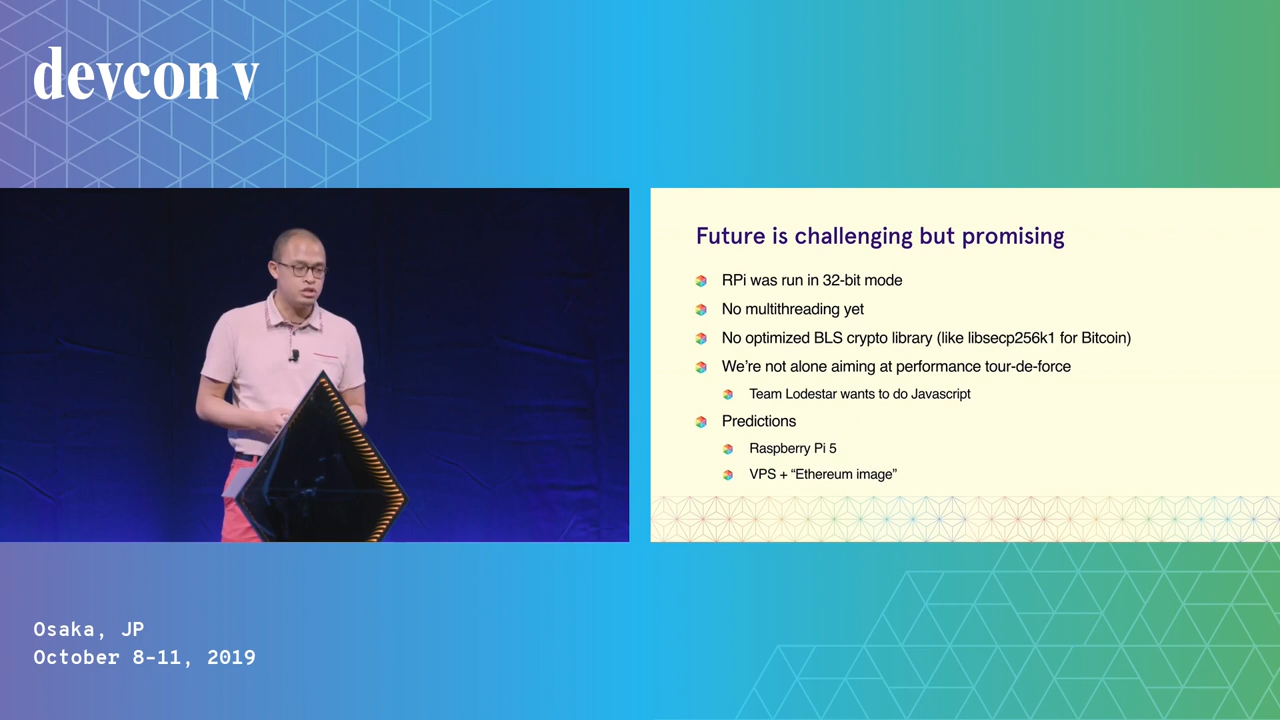 devcon v
Future is challenging but promising
RPi was run in 32-bit mode
No multithreading yet
No optimized BLS crypto library (like libsecp256k1 for Bitcoin)
We’re not alone aiming at performance tour-de-force
Team Lodestar wants to do Javascript
Predictions
Raspberry Pi 5
VPS + “Ethereum image”
Osaka, JP
October 8-11, 2019